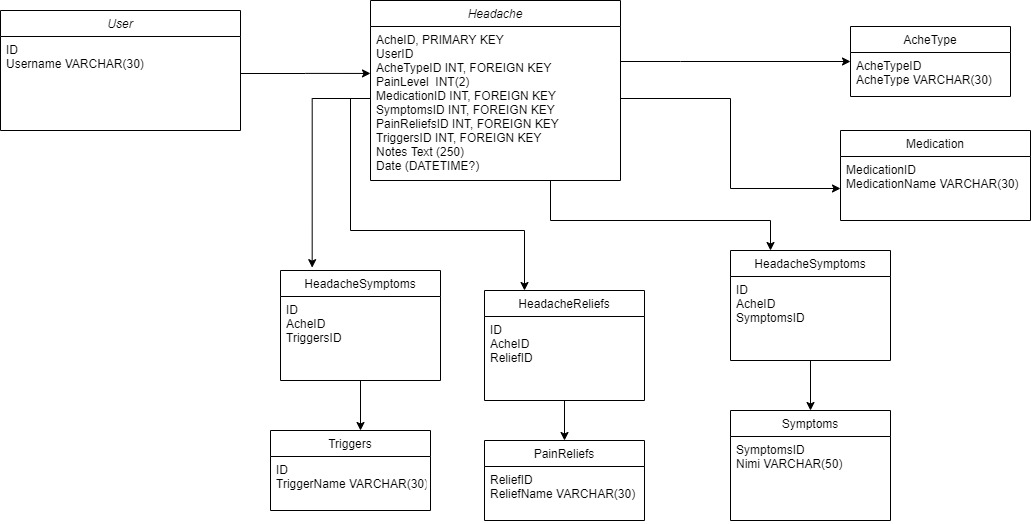 User
ID
Username VARCHAR(30)
Headache
AcheID, PRIMARY KEY
UserID
AcheTypeID INT, FOREIGN KEY
PainLevel  INT(2)
MedicationID INT, FOREIGN KEY
SymptomsID INT, FOREIGN KEY
PainReliefsID INT, FOREIGN KEY
TriggersID INT, FOREIGN KEY
Notes Text (250)
Date (DATETIME?)
AcheType
AcheTypeID
AcheType VARCHAR(30)
Medication
MedicationID
MedicationName VARCHAR(30)
HeadacheSymptoms
ID
AcheID
TriggersID
HeadacheReliefs
ID
AcheID
ReliefID
HeadacheSymptoms
ID
AcheID
SymptomsID
Triggers
ID
TriggerName VARCHAR(30)
PainReliefs
ReliefID
ReliefName VARCHAR(30)
Symptoms
SymptomsID
Nimi VARCHAR(50)